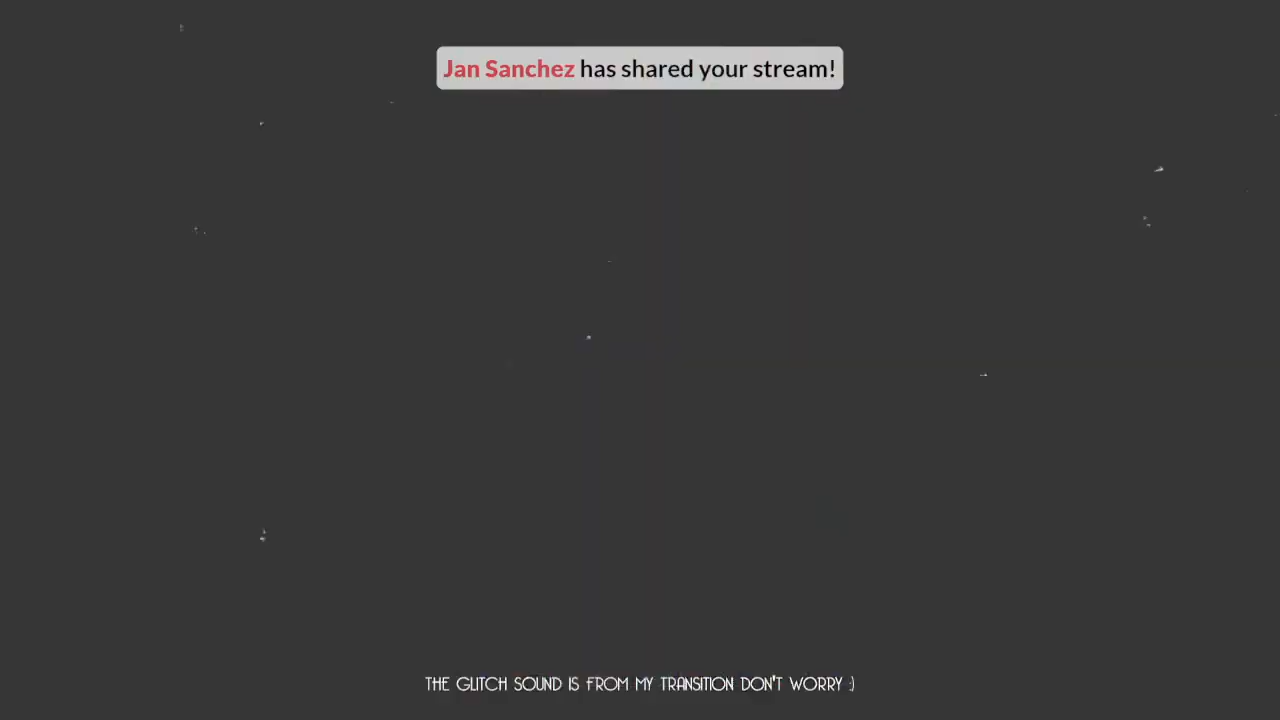 Jan Sanchez has shared your stream!
THE GLITCH SOUND IS FROM MY TRANSITION DON'T WORRY :)